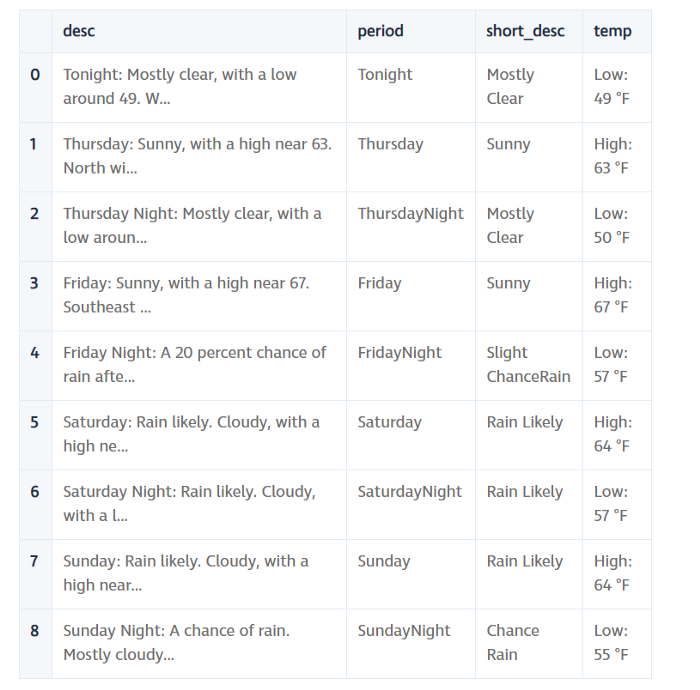 desc period short_desc temp
0 Tonight: Mostly clear, with a low Tonight Mostly Low:
around 49. W... Clear 49 °F
1 Thursday: Sunny, with a high near 63. Thursday Sunny High:
North wi... 63 °F
2 Thursday Night: Mostly clear, with a ThursdayNight Mostly Low:
low aroun... Clear 50 °F
3 Friday: Sunny, with a high near 67. Friday Sunny High:
Southeast ... 67 °F
4 Friday Night: A 20 percent chance of FridayNight Slight Low:
rain afte... ChanceRain 57 °F
5 Saturday: Rain likely. Cloudy, with a Saturday Rain Likely High:
high ne... 64 °F
6 Saturday Night: Rain likely. Cloudy, SaturdayNight Rain Likely Low:
with a l... 57 °F
7 Sunday: Rain likely. Cloudy, with a Sunday Rain Likely High:
high near... 64 °F
8 Sunday Night: A chance of rain. SundayNight Chance Low:
Mostly cloudy... Rain 55 °F